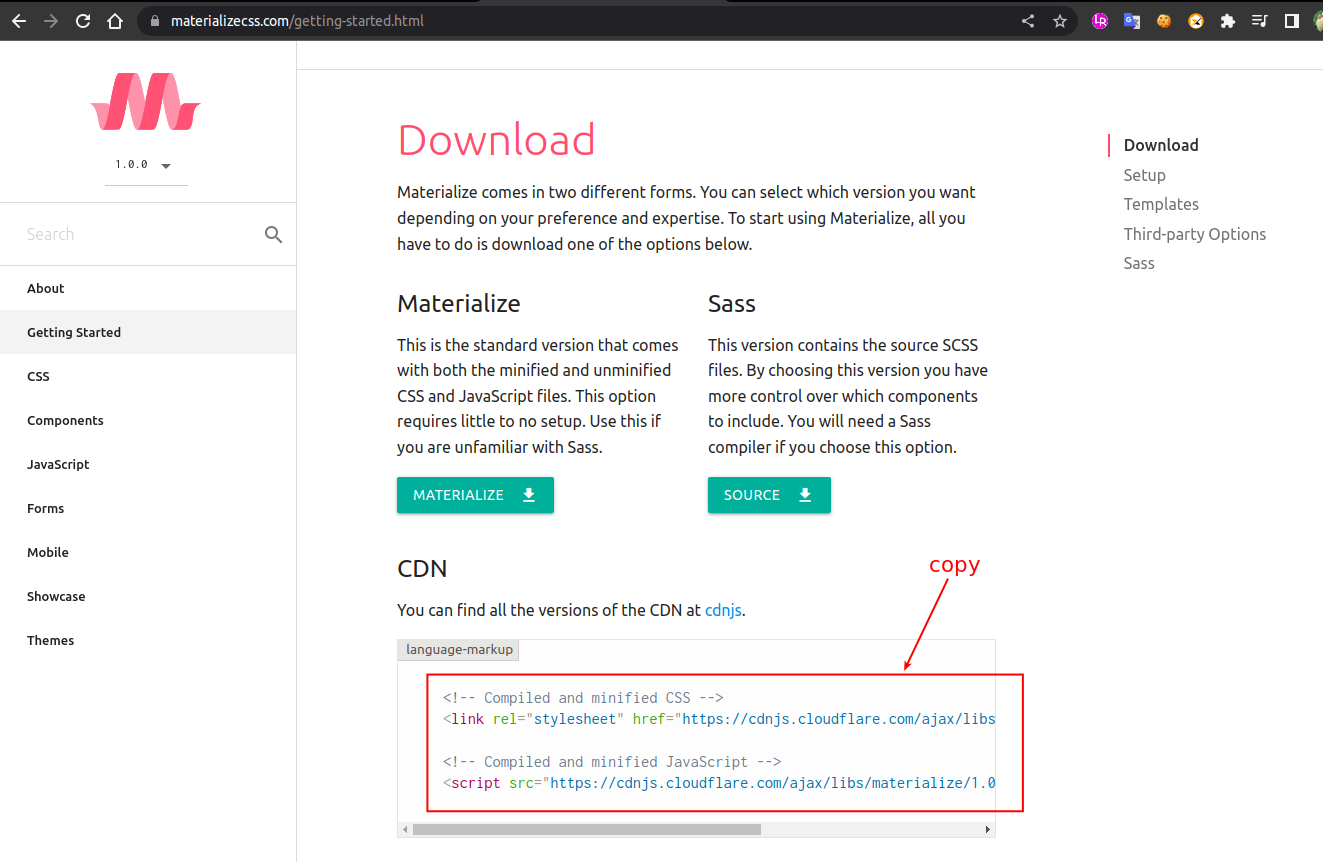 materializecss.com/getting-started.html
1.0.0
Search
About
Getting Started
CSS
Components
JavaScript
Forms
Mobile
Showcase
Themes
Download
Materialize comes in two different forms. You can select which version you want
depending on your preference and expertise. To start using Materialize, all you
have to do is download one of the options below.
Materialize
This is the standard version that comes
with both the minified and unminified
CSS and JavaScript files. This option
requires little to no setup. Use this if
you are unfamiliar with Sass.
MATERIALIZE
Sass
This version contains the source SCSS
files. By choosing this version you have
more control over which components
to include. You will need a Sass
compiler if you choose this option.
SOURCE
CDN
copy
You can find all the versions of the CDN at cdnjs.
language-markup
<!-- Compiled and minified CSS -->
<link rel="stylesheet" href="https://cdnjs.cloudflare.com/ajax/libs
<!-- Compiled and minified JavaScript -->
<script src="https://cdnjs.cloudflare.com/ajax/libs/materialize/1.0
Download
Setup
Templates
Third-party Options
Sass